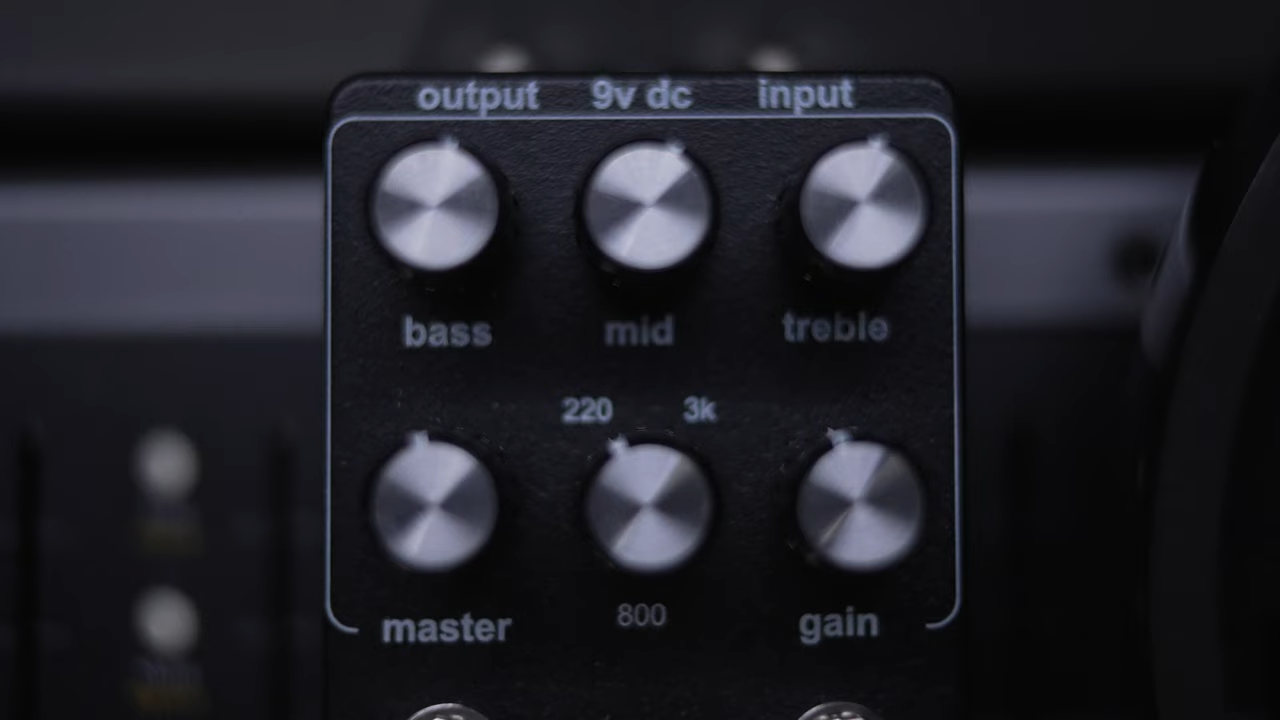 output 9v dc input
bass mid treble
220 3k
master 800 gain